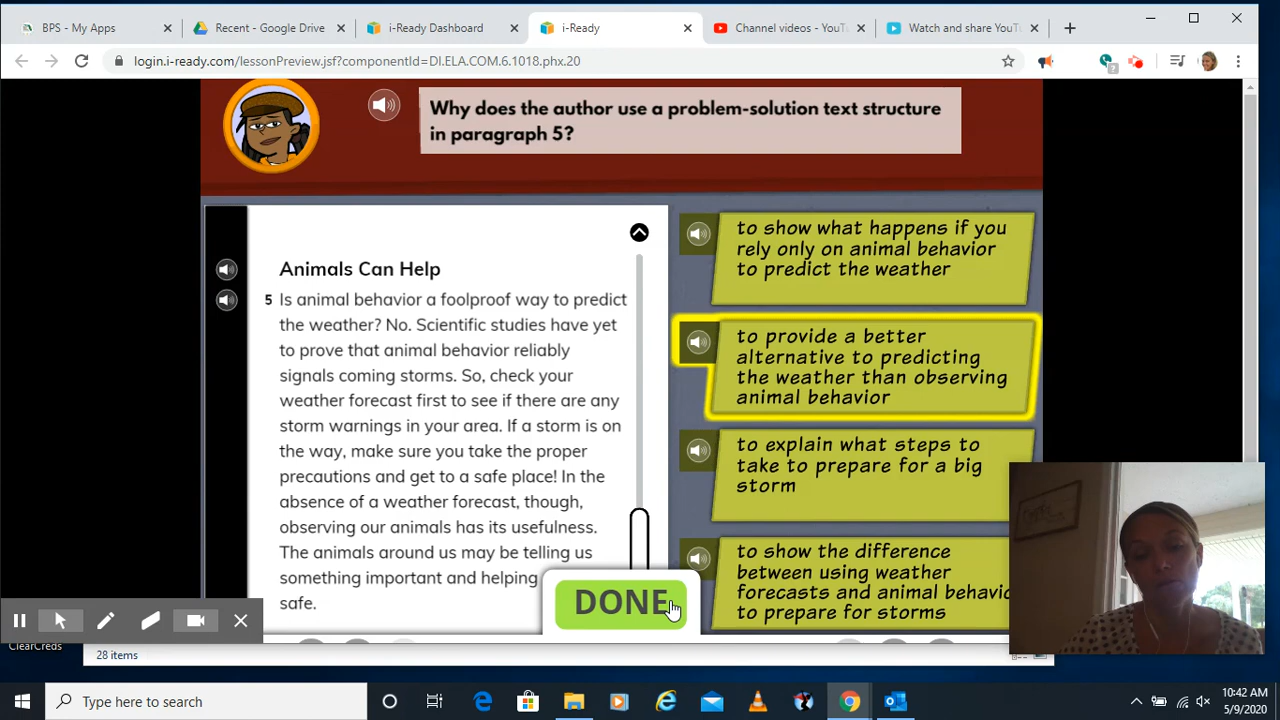 BPS - My Apps
Recent - Google Drive
i-Ready Dashboard
i-Ready
Channel videos - YouT
Watch and share YouT
login.i-ready.com/lessonPreview.jsf?componentId=DI.ELA.COM.6.1018.phx.20
Why does the author use a problem-solution text structure
in paragraph 5?
Animals Can Help
5 Is animal behavior a foolproof way to predict
the weather? No. Scientific studies have yet
to prove that animal behavior reliably
signals coming storms. So, check your
weather forecast first to see if there are any
storm warnings in your area. If a storm is on
the way, make sure you take the proper
precautions and get to a safe place! In the
absence of a weather forecast, though,
observing our animals has its usefulness.
The animals around us may be telling us
something important and helping
safe.
to show what happens if you
rely only on animal behavior
to predict the weather
to provide a better
alternative to predicting
the weather than observing
animal behavior
to explain what steps to
take to prepare for a big
storm
to show the difference
between using weather
forecasts and animal behavio
to prepare for storms
DONE
ClearCreds
28 items
Type here to search
10:42 AM
5/9/2020